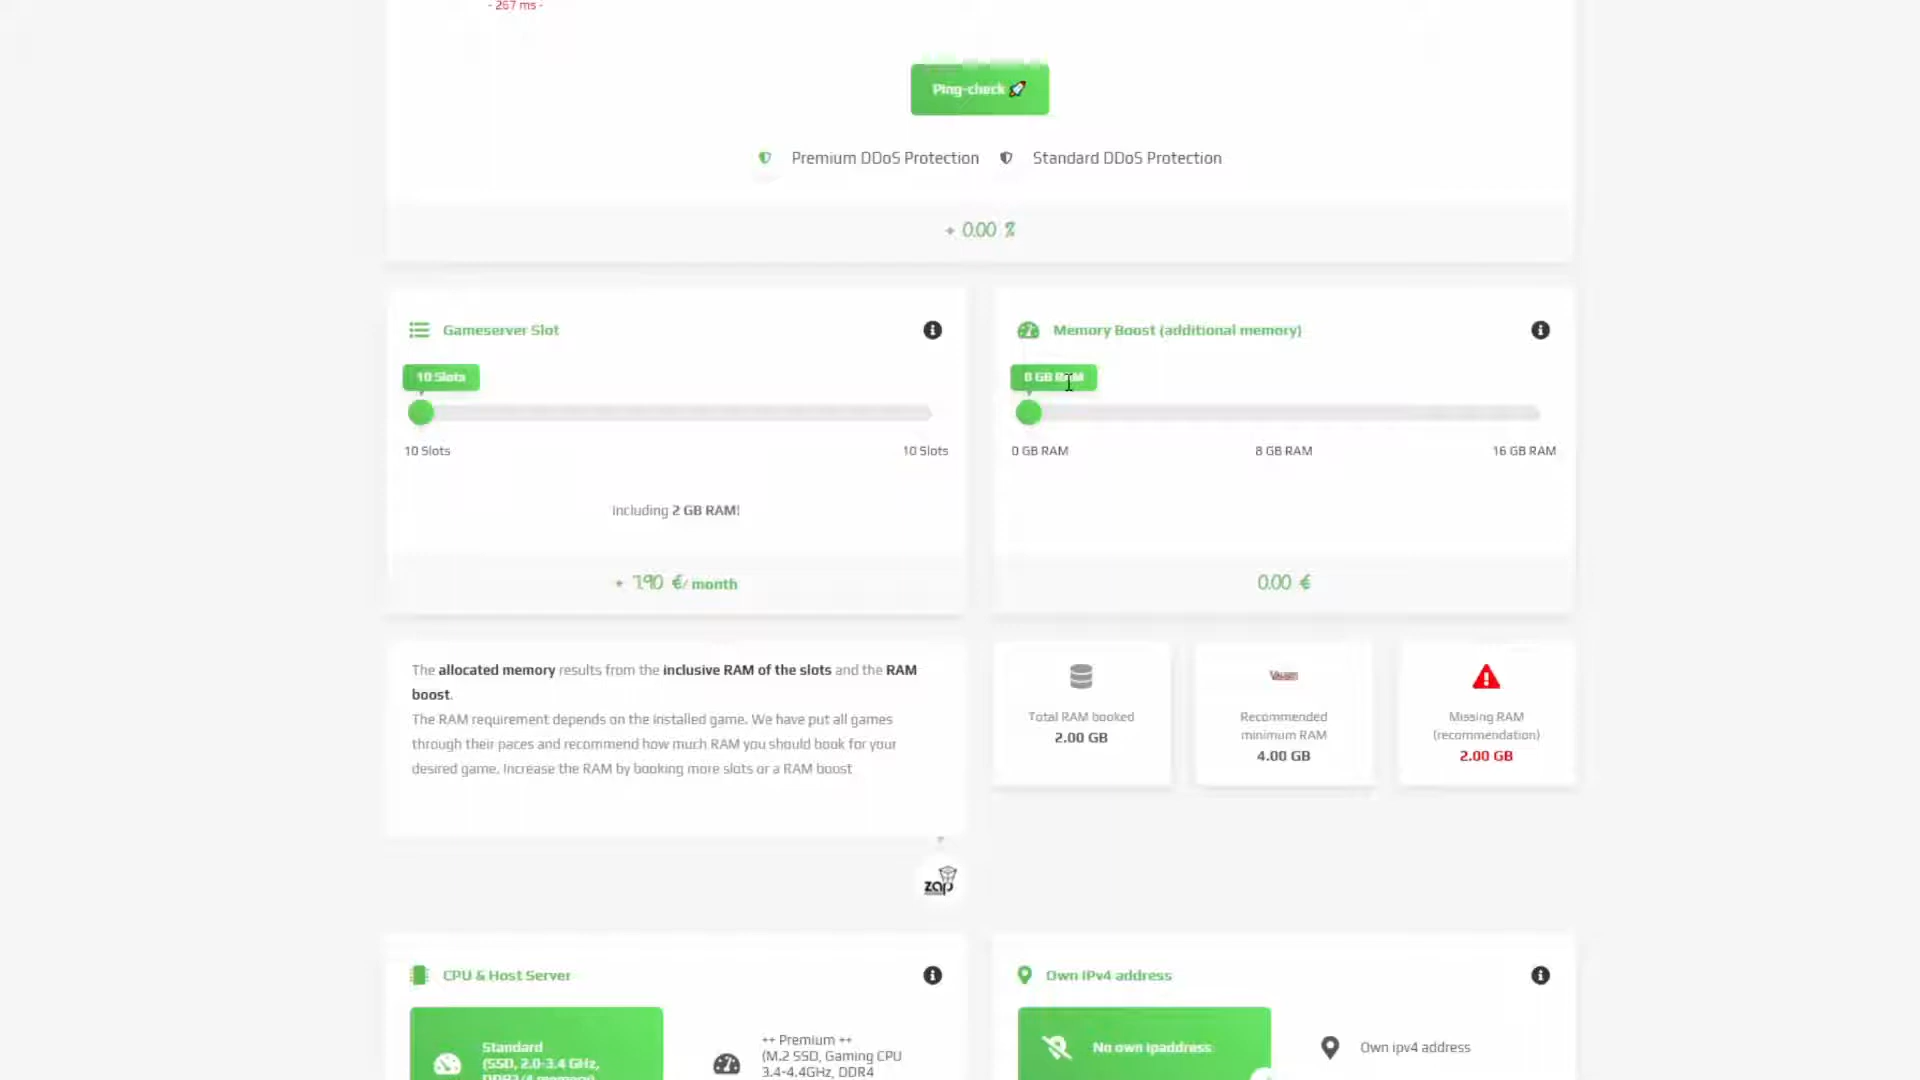 - 267 ms -
Ping-check
Premium DDoS Protection
Standard DDoS Protection
+ 0.00 %
Gameserver Slot
10 Slots
10 Slots
10 Slots
Including 2 GB RAM!
+ 7.90 €/ month
Memory Boost (additional memory)
0 GB RAM
0 GB RAM
8 GB RAM
16 GB RAM
0.00 €
The allocated memory results from the inclusive RAM of the slots and the RAM
boost.
The RAM requirement depends on the installed game. We have put all games
through their paces and recommend how much RAM you should book for your
desired game. Increase the RAM by booking more slots or a RAM boost
Total RAM booked
2.00 GB
Recommended
minimum RAM
4.00 GB
Missing RAM
(recommendation)
2.00 GB
zap
CPU & Host Server
Standard
(SSD, 2.0-3.4 GHz,
++ Premium ++
(M.2 SSD, Gaming CPU
3.4-4.4GHz, DDR4
Own IPv4 address
No own ipaddress
Own ipv4 address